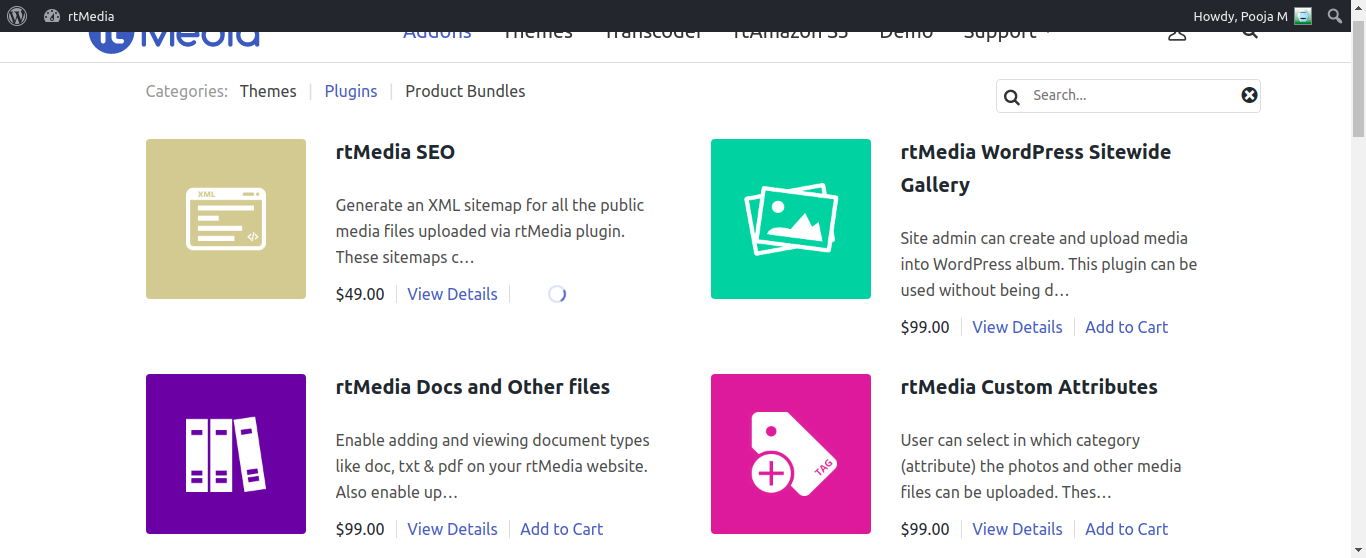 rtMedia
Howdy, Pooja M
rtMedia
Addons Themes Transcoder rtAmazon S3 Demo Support
Categories: Themes | Plugins | Product Bundles
Search...
XML
</>
rtMedia SEO
Generate an XML sitemap for all the public
media files uploaded via rtMedia plugin.
These sitemaps c…
$49.00 View Details
rtMedia WordPress Sitewide
Gallery
Site admin can create and upload media
into WordPress album. This plugin can be
used without being d…
$99.00 View Details Add to Cart
rtMedia Docs and Other files
Enable adding and viewing document types
like doc, txt & pdf on your rtMedia website.
Also enable up…
$99.00 View Details Add to Cart
TAG
rtMedia Custom Attributes
User can select in which category
(attribute) the photos and other media
files can be uploaded. Thes…
$99.00 View Details Add to Cart